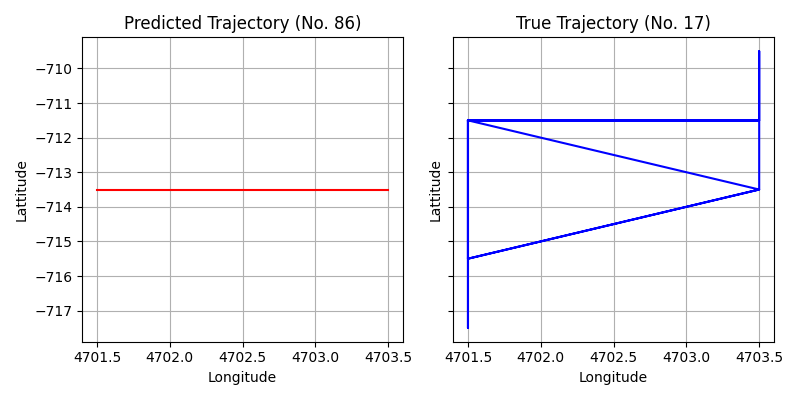 Predicted Trajectory (No. 86)
Lattitude
−710
−711
−712
−713
−714
−715
−716
−717
4701.5 4702.0 4702.5 4703.0 4703.5
Longitude
True Trajectory (No. 17)
Lattitude
4701.5 4702.0 4702.5 4703.0 4703.5
Longitude